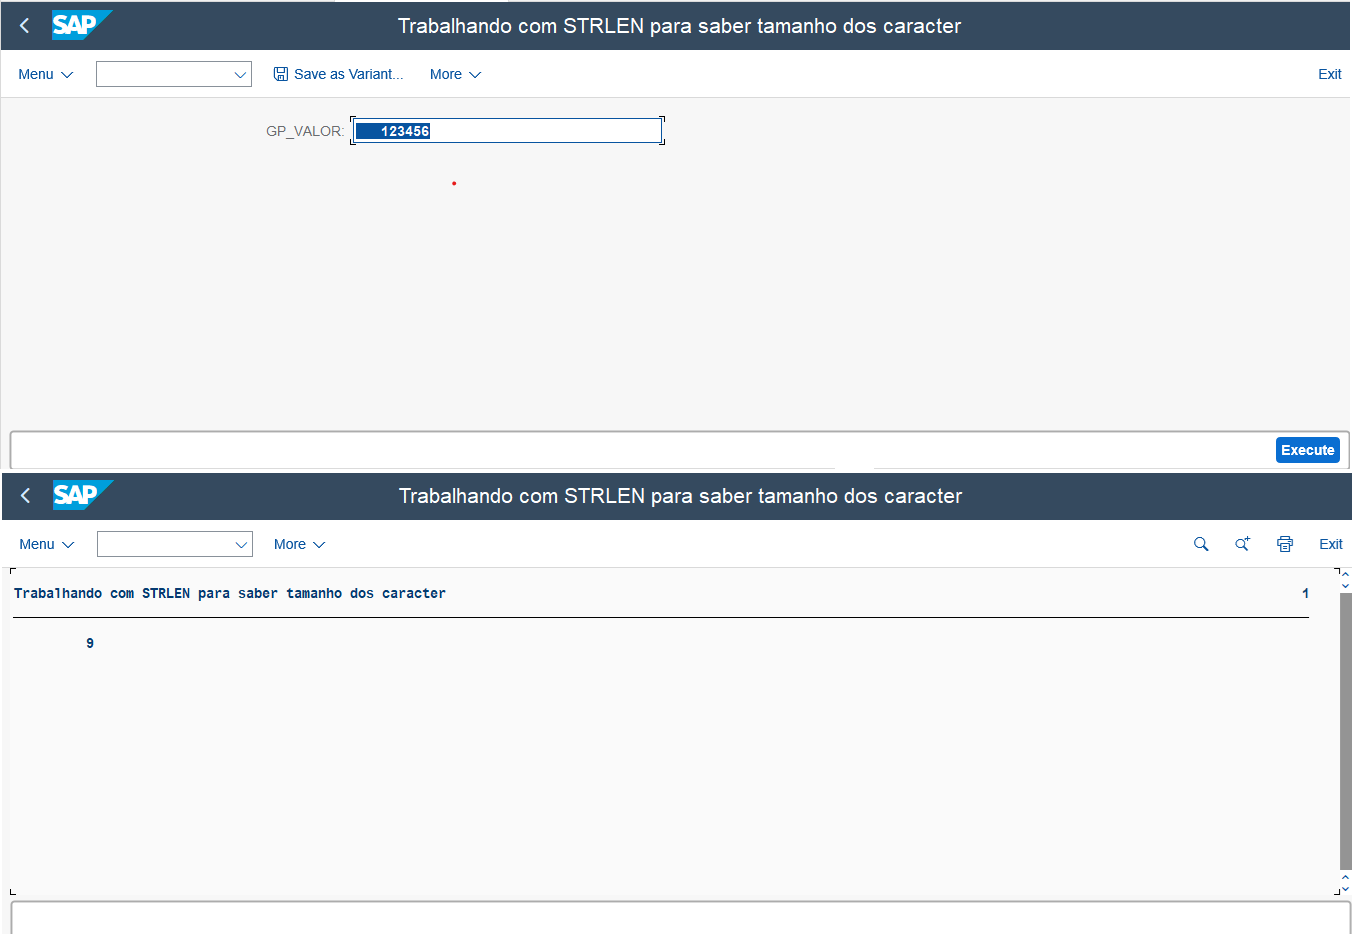 SAP Trabalhando com STRLEN para saber tamanho dos caracter
Menu Save as Variant... More Exit
GP_VALOR: 123456
Execute
SAP Trabalhando com STRLEN para saber tamanho dos caracter
Menu More Exit
Trabalhando com STRLEN para saber tamanho dos caracter 1
9